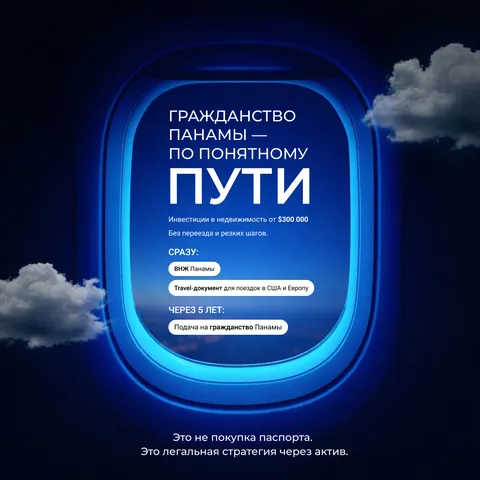 ГРАЖДАНСТВО
ПАНАМЫ —
ПО ПОНЯТНОМУ
ПУТИ
Инвестиции в недвижимость от $300 000
Без переезда и резких шагов.
СРАЗУ:
ВНЖ Панамы
Travel-документ для поездок в США и Европу
ЧЕРЕЗ 5 ЛЕТ:
Подача на гражданство Панамы
Это не покупка паспорта.
Это легальная стратегия через актив.